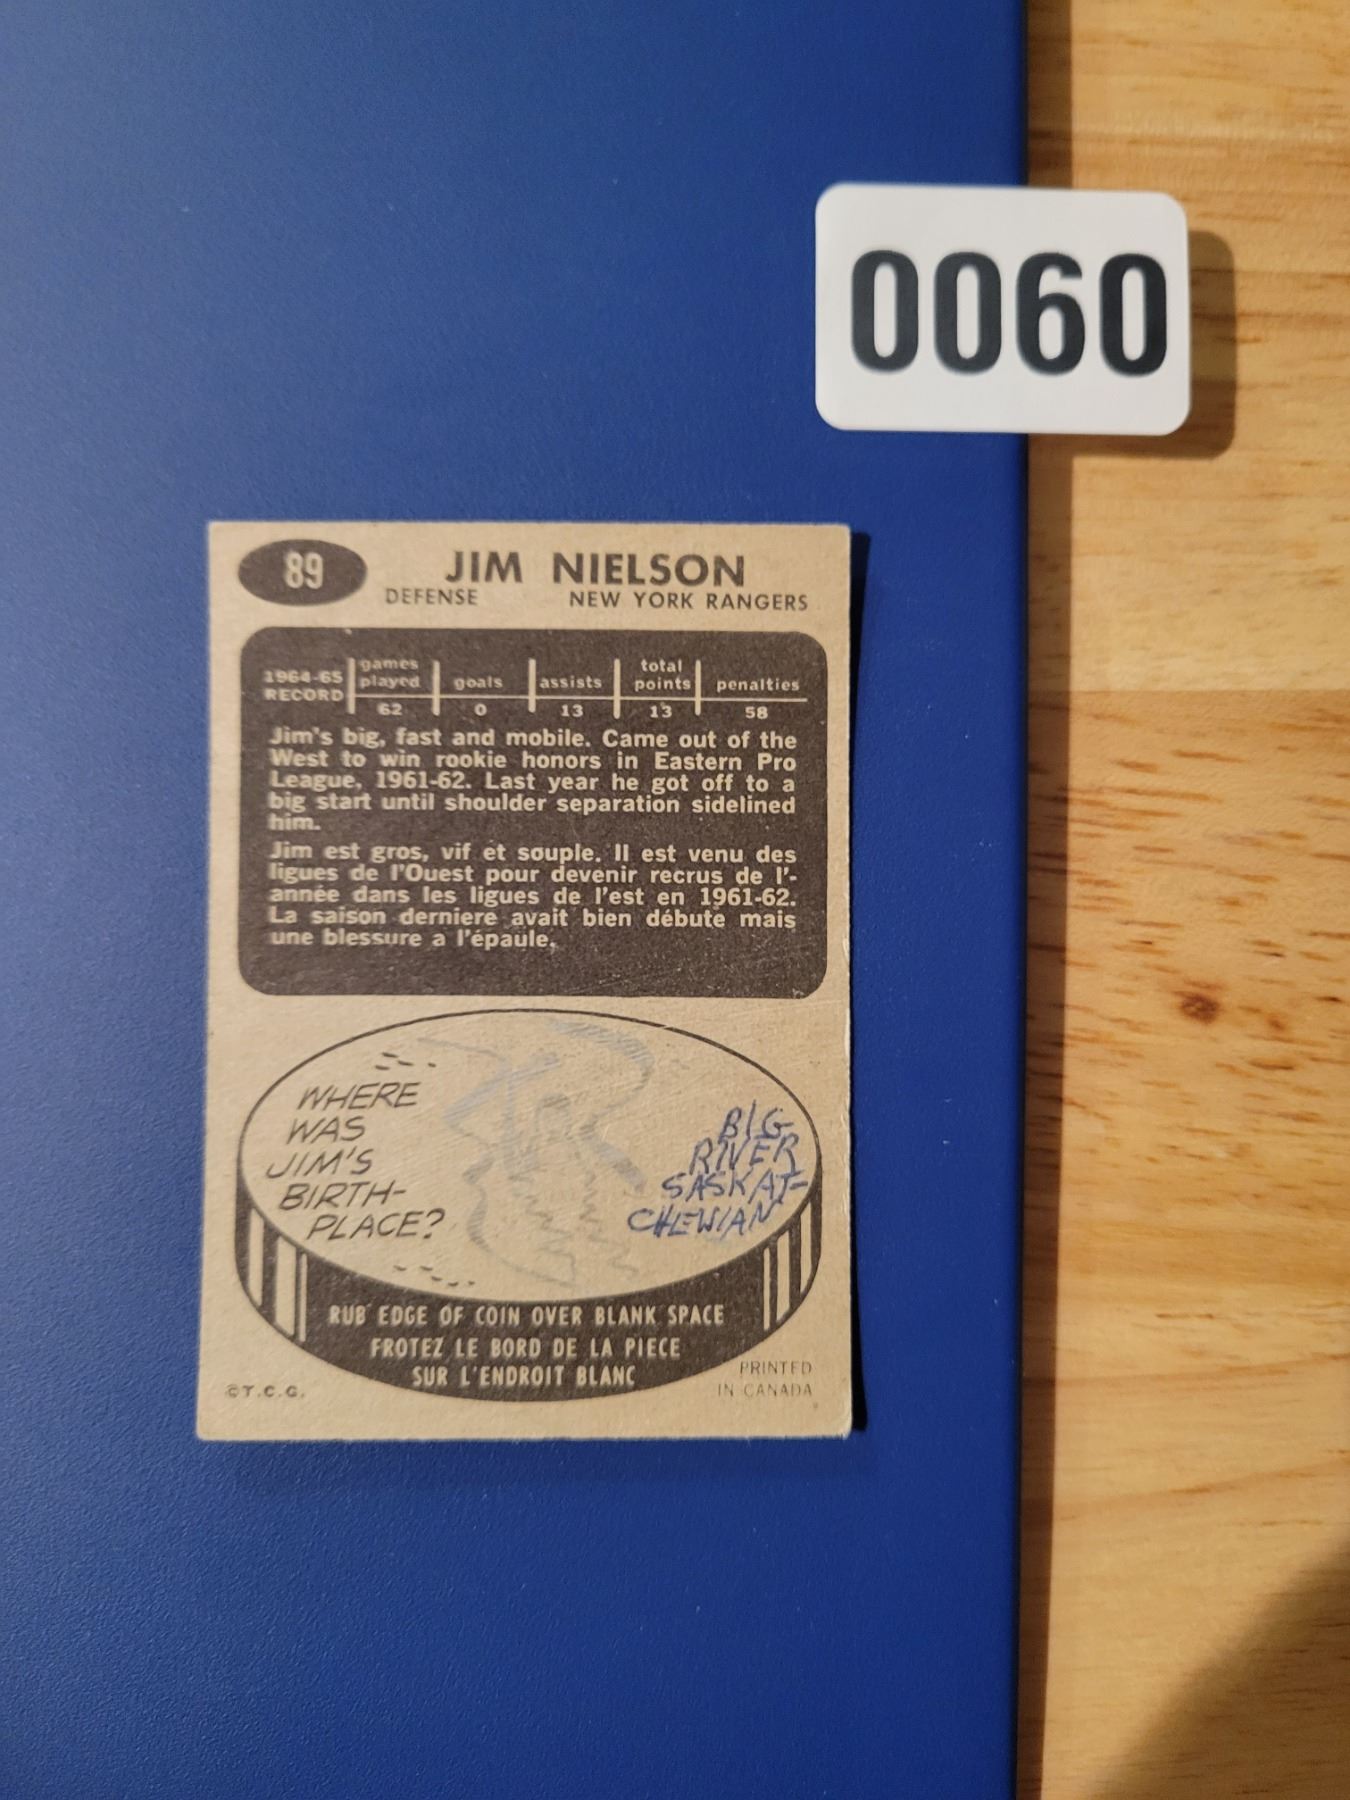 0060
89
JIM NIELSON
DEFENSE NEW YORK RANGERS
1964-65 RECORD games played goals assists total points penalties
62 0 13 13 58
Jim's big, fast and mobile. Came out of the
West to win rookie honors in Eastern Pro
League, 1961-62. Last year he got off to a
big start until shoulder separation sidelined
him.
Jim est gros, vif et souple. Il est venu des
ligues de l'Ouest pour devenir recrus de l'-
année dans les ligues de l'est en 1961-62.
La saison derniere avait bien débuté mais
une blessure a l'épaule.
WHERE
WAS
JIM'S
BIRTH-
PLACE?
BIG
RIVER
SASKAT-
CHEWAN
RUB EDGE OF COIN OVER BLANK SPACE
FROTEZ LE BORD DE LA PIECE
SUR L'ENDROIT BLANC
©T.C.G.
PRINTED
IN CANADA